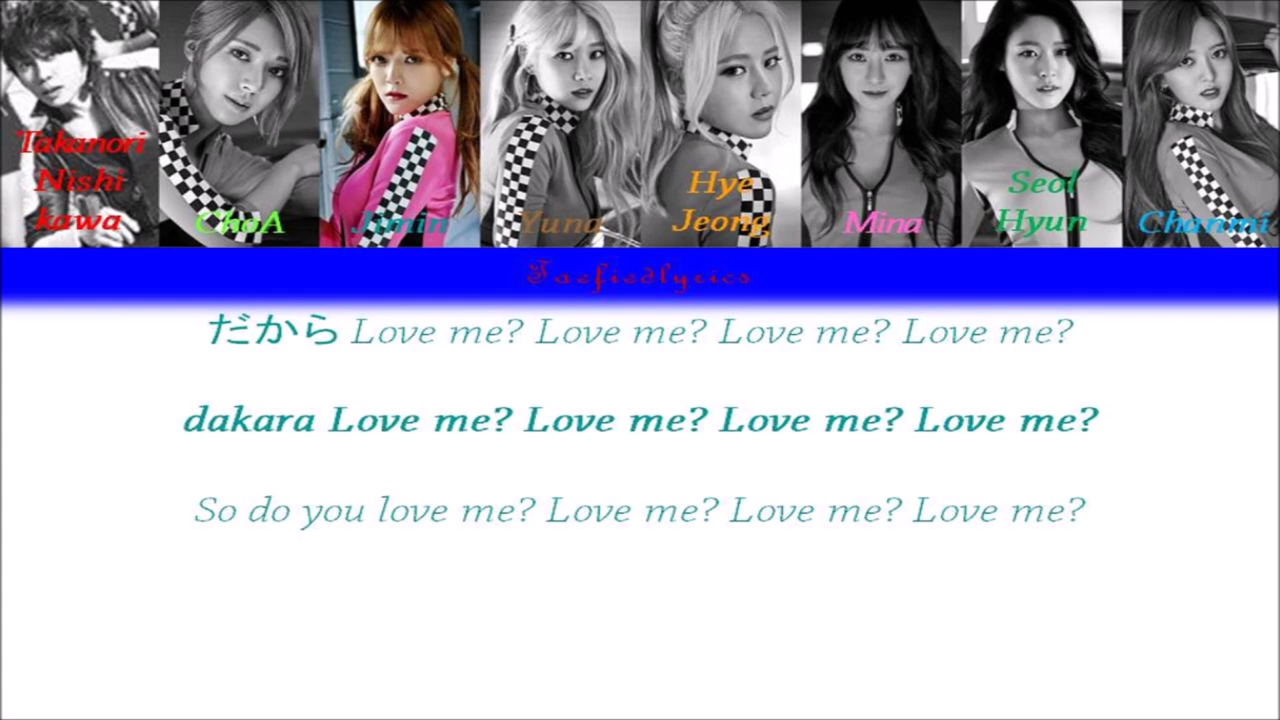 Takanori
Nishi
kawa
ChoA
Jimin
Yuna
Hye
Jeong
Mina
Seol
Hyun
Chanmi
Taefiedlyrics
だから Love me? Love me? Love me? Love me?
dakara Love me? Love me? Love me? Love me?
So do you love me? Love me? Love me? Love me?